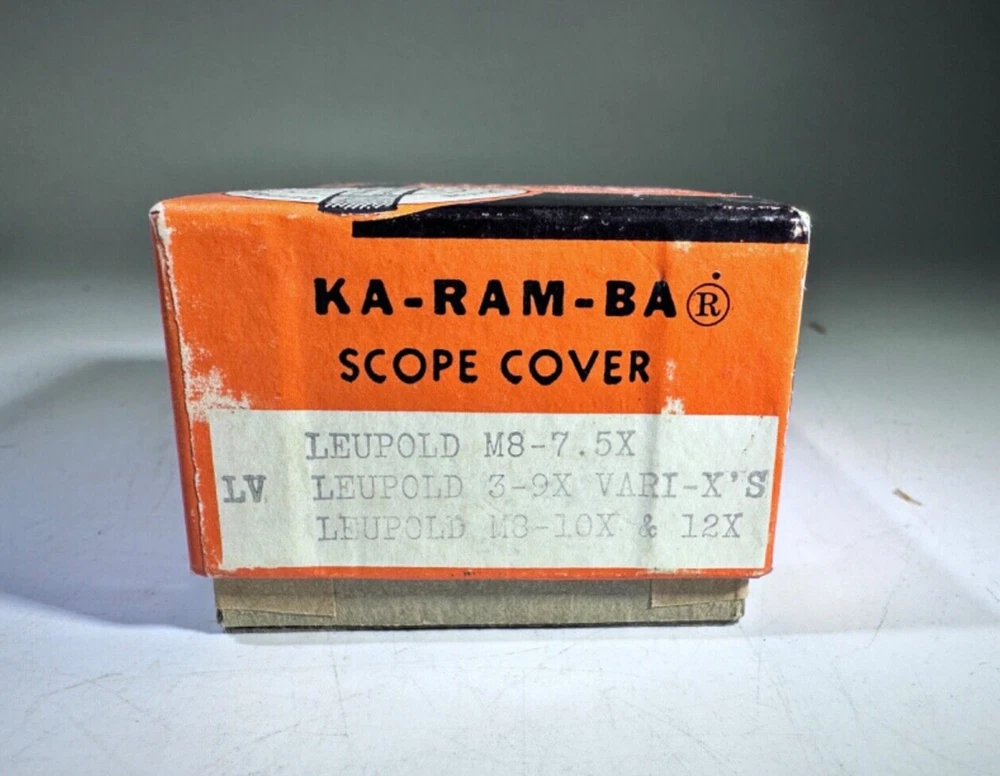 KA-RAM-BA®
SCOPE COVER
LEUPOLD M8-7.5X
LV LEUPOLD 3-9X VARI-X'S
LEUPOLD M8-10X & 12X